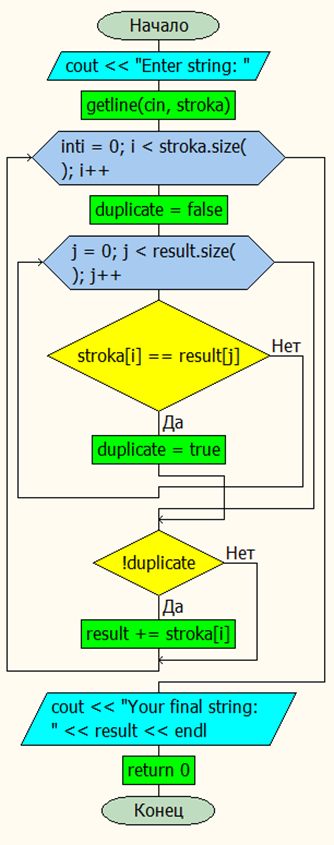 Начало
cout << "Enter string: "
getline(cin, stroka)
inti = 0; i < stroka.size(
); i++
duplicate = false
j = 0; j < result.size(
); j++
stroka[i] == result[j]
Нет
Да
duplicate = true
!duplicate
Нет
Да
result += stroka[i]
cout << "Your final string:
" << result << endl
return 0
Конец